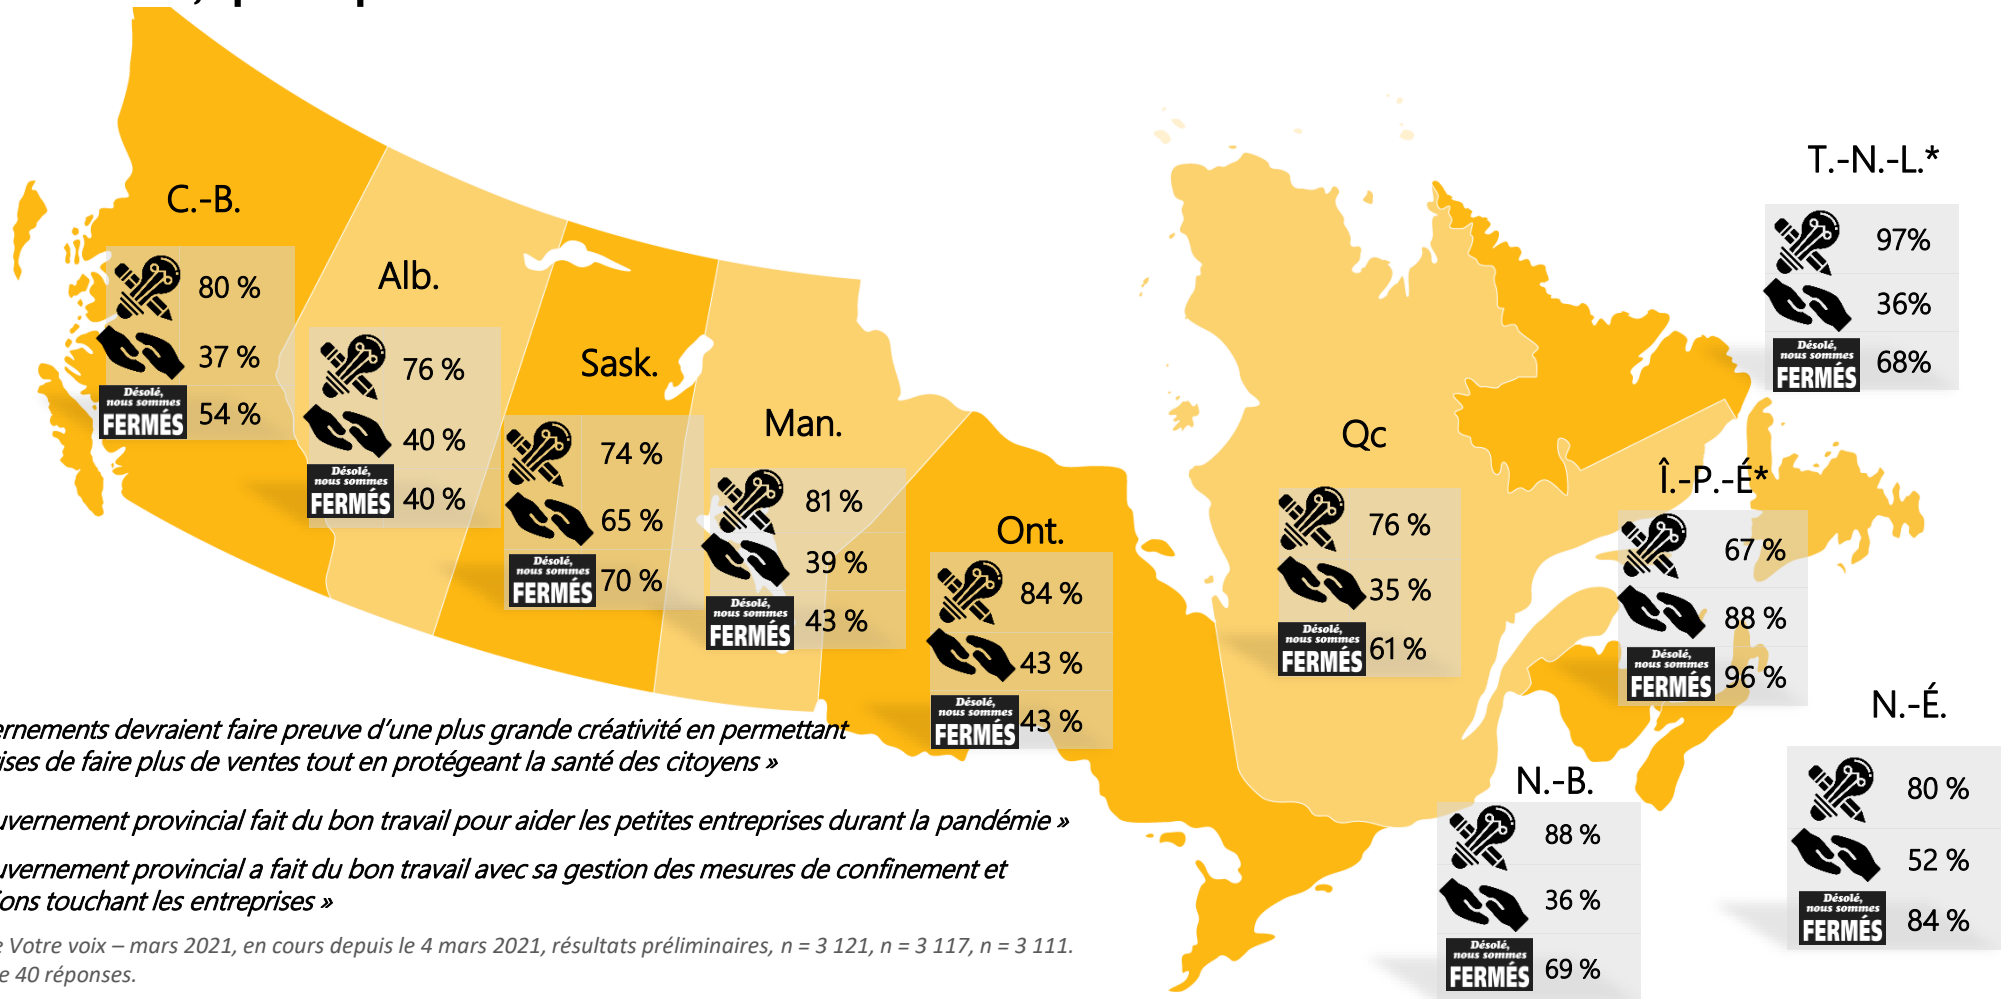 C.-B.
80 %
37 %
Désolé,
nous sommes
FERMÉS
54 %
Alb.
76 %
40 %
Désolé,
nous sommes
FERMÉS
40 %
Sask.
74 %
65 %
Désolé,
nous sommes
FERMÉS
70 %
Man.
81 %
39 %
Désolé,
nous sommes
FERMÉS
43 %
Ont.
84 %
43 %
Désolé,
nous sommes
FERMÉS
43 %
Qc
76 %
35 %
Désolé,
nous sommes
FERMÉS
61 %
T.-N.-L.*
97%
36%
Désolé,
nous sommes
FERMÉS
68%
Î.-P.-É*
67 %
88 %
Désolé,
nous sommes
FERMÉS
96 %
N.-B.
88 %
36 %
Désolé,
nous sommes
FERMÉS
69 %
N.-É.
80 %
52 %
Désolé,
nous sommes
FERMÉS
84 %
ernements devraient faire preuve d'une plus grande créativité en permettant
ises de faire plus de ventes tout en protégeant la santé des citoyens »
uvernement provincial fait du bon travail pour aider les petites entreprises durant la pandémie »
uvernement provincial a fait du bon travail avec sa gestion des mesures de confinement et
ions touchant les entreprises »
e Votre voix – mars 2021, en cours depuis le 4 mars 2021, résultats préliminaires, n = 3 121, n = 3 117, n = 3 111.
e 40 réponses.